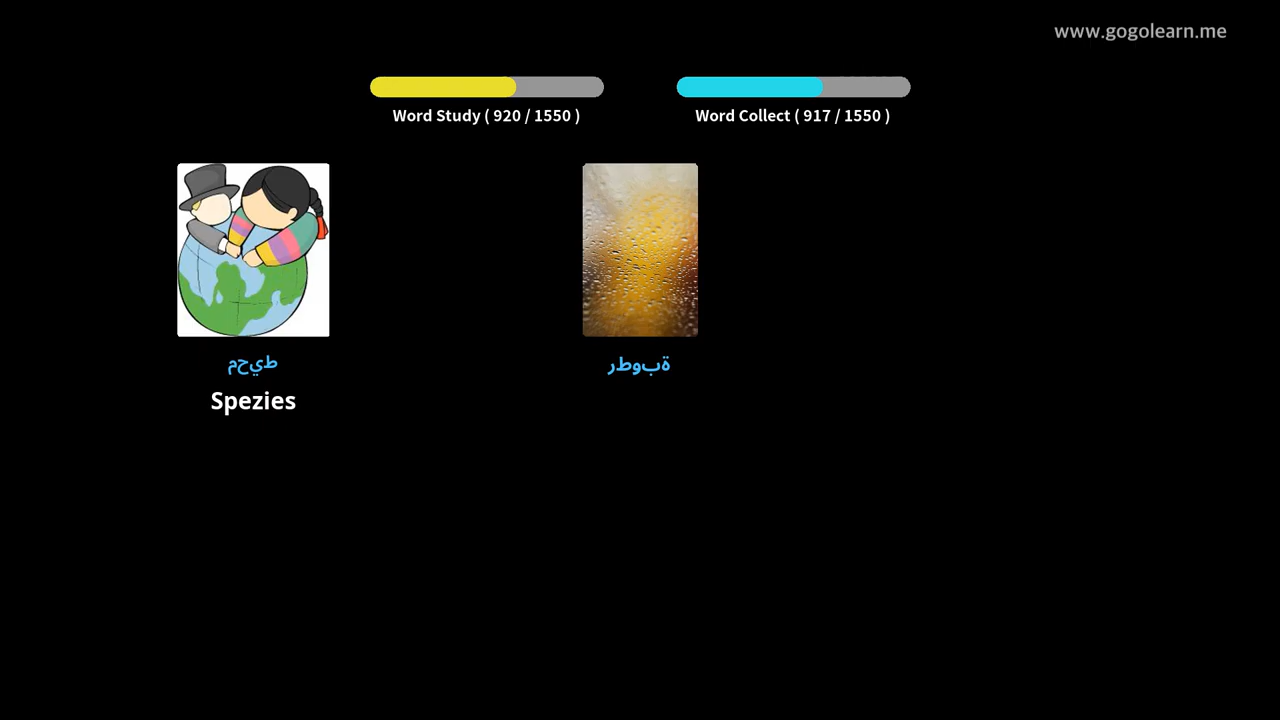 www.gogolearn.me
Word Study ( 920 / 1550 )
Word Collect ( 917 / 1550 )
طيحم
ةبوطر
Spezies